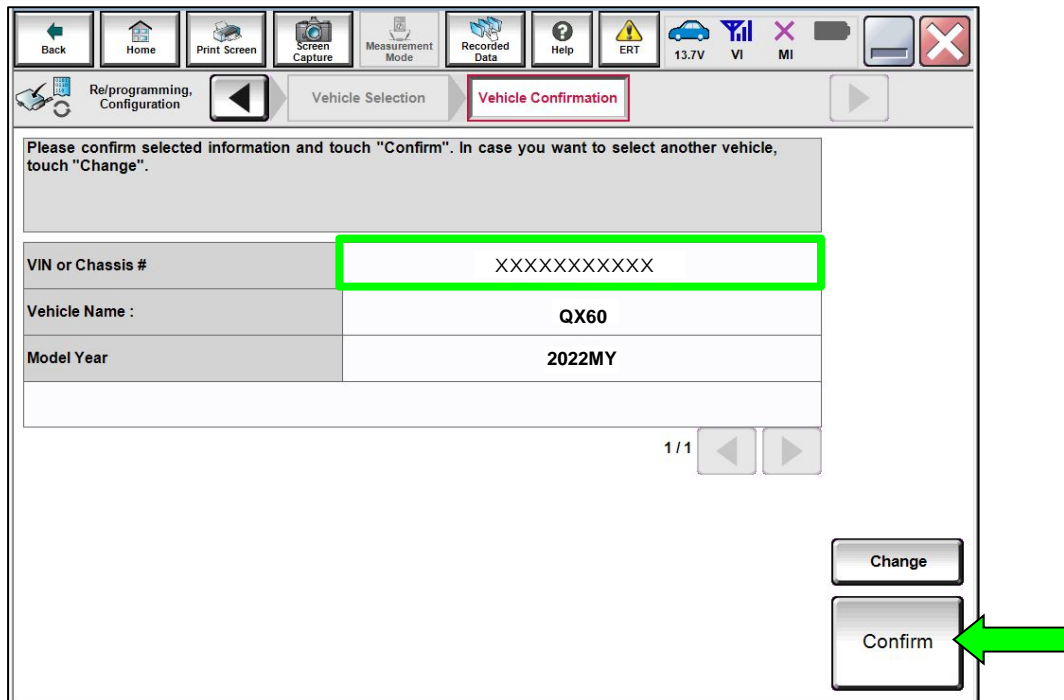 Back
Home
Print Screen
Screen
Capture
Measurement
Mode
Recorded
Data
Help
ERT
13.7V
VI
MI
Re/programming,
Configuration
Vehicle Selection
Vehicle Confirmation
Please confirm selected information and touch "Confirm". In case you want to select another vehicle,
touch "Change".
VIN or Chassis #
XXXXXXXXXXX
Vehicle Name :
QX60
Model Year
2022MY
1/1
Change
Confirm